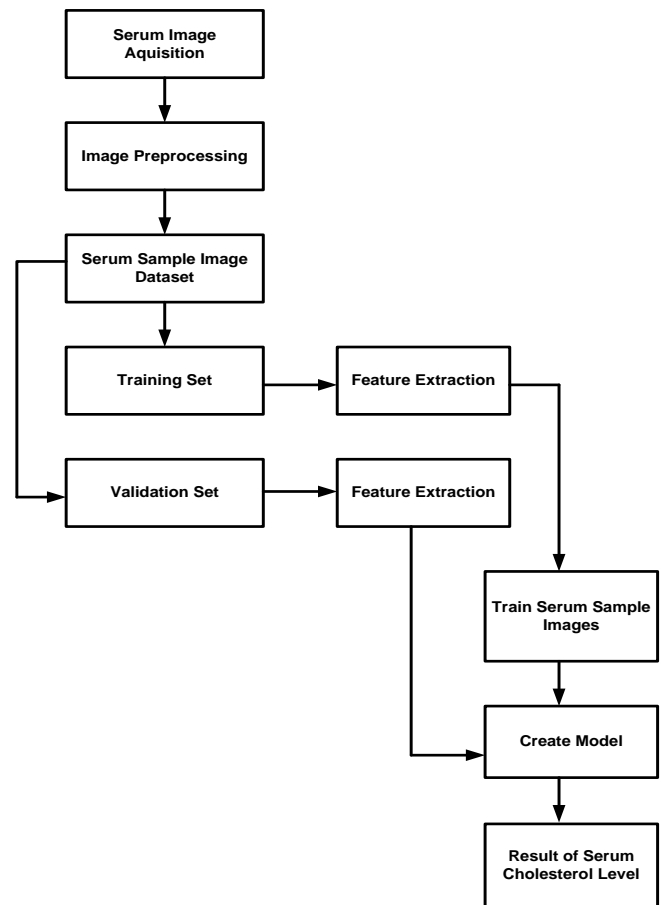 Serum Image
Aquisition
Image Preprocessing
Serum Sample Image
Dataset
Training Set
Feature Extraction
Validation Set
Feature Extraction
Train Serum Sample
Images
Create Model
Result of Serum
Cholesterol Level